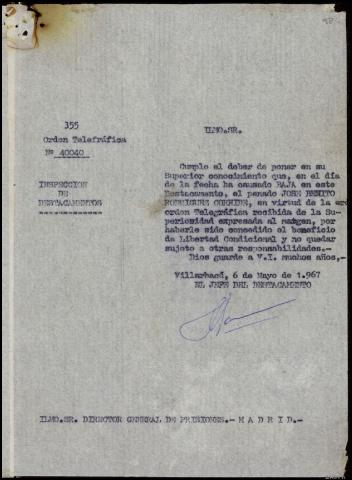 355
Orden Telefráfica
Nº 40040
INSPECCION
DE
DESTACAMENTOS
ILMO.SR.
Cumplo el deber de poner en su
Superior conocimiento que, en el día
de la fecha ha causado BAJA en este
Destacamento, el penado JOSE BENITO
RODRIGUEZ en virtud de la
orden Telegráfica recibida de la Su-
perioridad expresada al margen, por
haberle sido concedido el beneficio
de Libertad Condicional y no quedar
sujeto a otras responsabilidades.-
Dios guarde a V.I. muchos años,-
6 de Mayo de 1.967
EL JEFE DEL DESTACAMENTO
ILMO.SR. DIRECTOR GENERAL DE PRISIONES.- M A D R I D.-